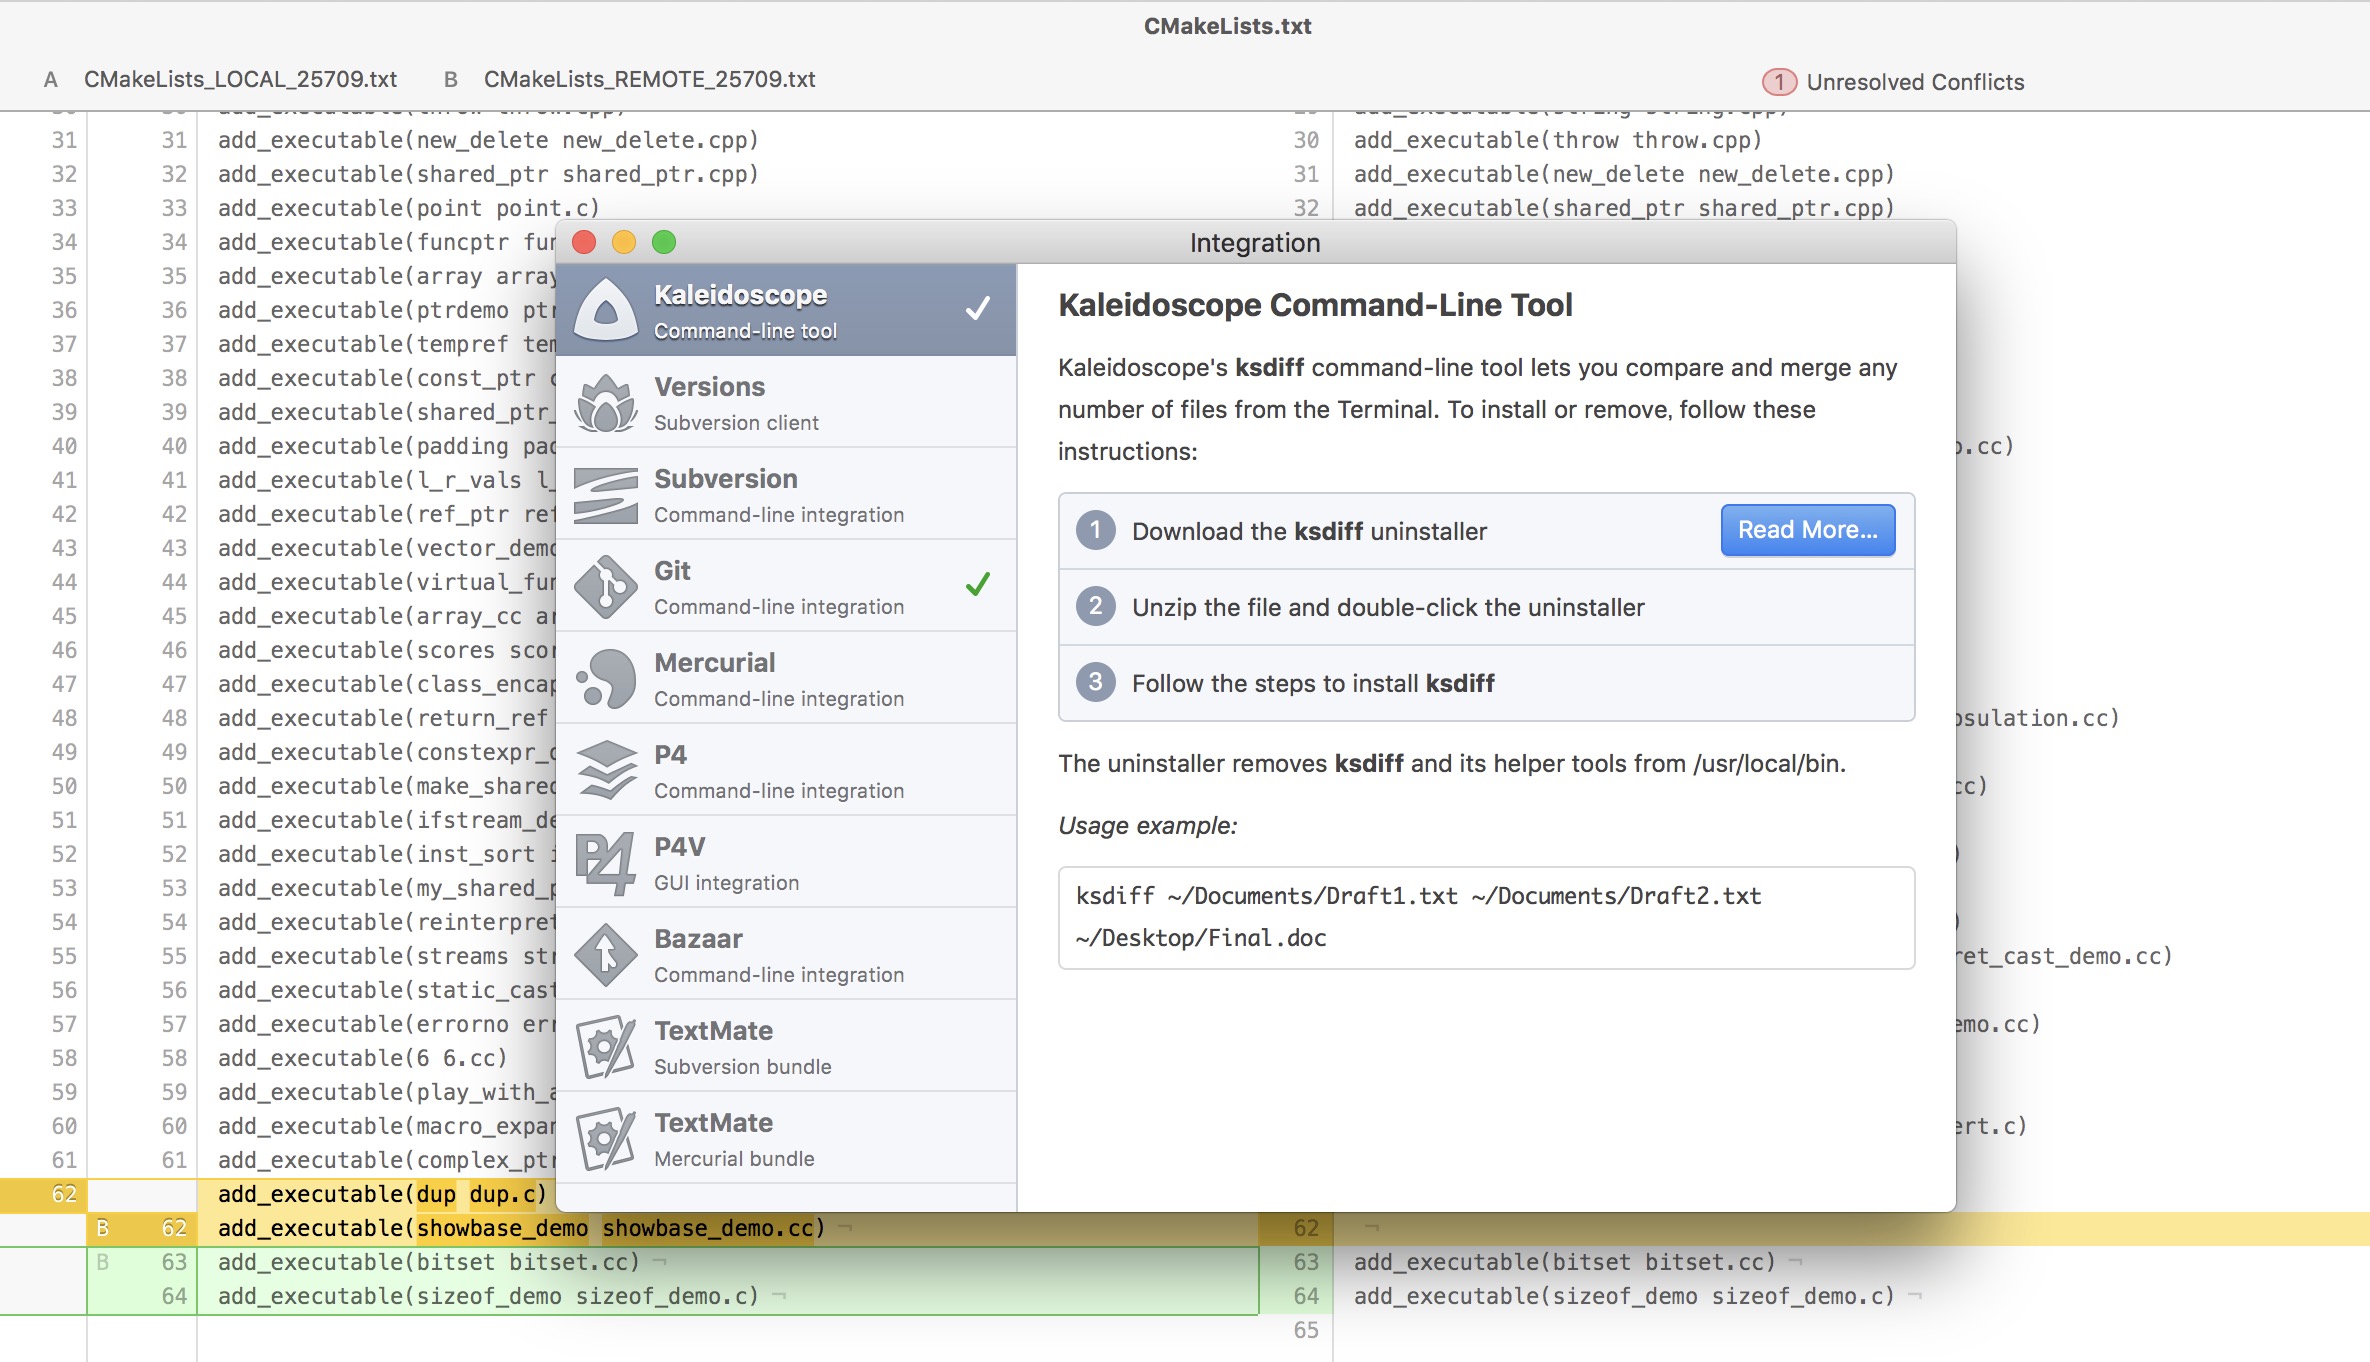 CMakeLists.txt
A CMakeLists_LOCAL_25709.txt B CMakeLists_REMOTE_25709.txt
1 Unresolved Conflicts
31 31 add_executable(new_delete new_delete.cpp)
32 32 add_executable(shared_ptr shared_ptr.cpp)
33 33 add_executable(point point.c)
34 34 add_executable(funcptr fun
35 35 add_executable(array array
36 36 add_executable(ptrdemo ptr
37 37 add_executable(tempref tem
38 38 add_executable(const_ptr c
39 39 add_executable(shared_ptr_
40 40 add_executable(padding pad
41 41 add_executable(l_r_vals l_
42 42 add_executable(ref_ptr ref
43 43 add_executable(vector_demo
44 44 add_executable(virtual_fun
45 45 add_executable(array_cc ar
46 46 add_executable(scores scor
47 47 add_executable(class_encap
48 48 add_executable(return_ref
49 49 add_executable(constexpr_d
50 50 add_executable(make_shared
51 51 add_executable(ifstream_de
52 52 add_executable(inst_sort i
53 53 add_executable(my_shared_p
54 54 add_executable(reinterpret
55 55 add_executable(streams str
56 56 add_executable(static_cast
57 57 add_executable(errorno err
58 58 add_executable(6 6.cc)
59 59 add_executable(play_with_a
60 60 add_executable(macro_expan
61 61 add_executable(complex_ptr
62 add_executable(dup dup.c)
B 62 add_executable(showbase_demo showbase_demo.cc) ¬
B 63 add_executable(bitset bitset.cc) ¬
64 add_executable(sizeof_demo sizeof_demo.c) ¬
30 add_executable(throw throw.cpp)
31 add_executable(new_delete new_delete.cpp)
32 add_executable(shared_ptr shared_ptr.cpp)
.cc)
psulation.cc)
cc)
)
)
ret_cast_demo.cc)
emo.cc)
ert.c)
62 ¬
63 add_executable(bitset bitset.cc) ¬
64 add_executable(sizeof_demo sizeof_demo.c) ¬
65
Integration
Kaleidoscope
Command-line tool
Versions
Subversion client
Subversion
Command-line integration
Git
Command-line integration
Mercurial
Command-line integration
P4
Command-line integration
P4V
GUI integration
Bazaar
Command-line integration
TextMate
Subversion bundle
TextMate
Mercurial bundle
Kaleidoscope Command-Line Tool
Kaleidoscope's ksdiff command-line tool lets you compare and merge any
number of files from the Terminal. To install or remove, follow these
instructions:
1 Download the ksdiff uninstaller Read More...
2 Unzip the file and double-click the uninstaller
3 Follow the steps to install ksdiff
The uninstaller removes ksdiff and its helper tools from /usr/local/bin.
Usage example:
ksdiff ~/Documents/Draft1.txt ~/Documents/Draft2.txt
~/Desktop/Final.doc